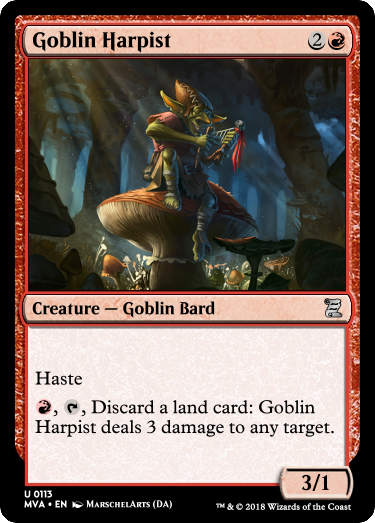 Goblin Harpist 2
Creature — Goblin Bard
Haste
, , Discard a land card: Goblin
Harpist deals 3 damage to any target.
3/1
U 0113
MVA • EN MARSCHELARTS (DA)
™ & © 2018 Wizards of the Coast